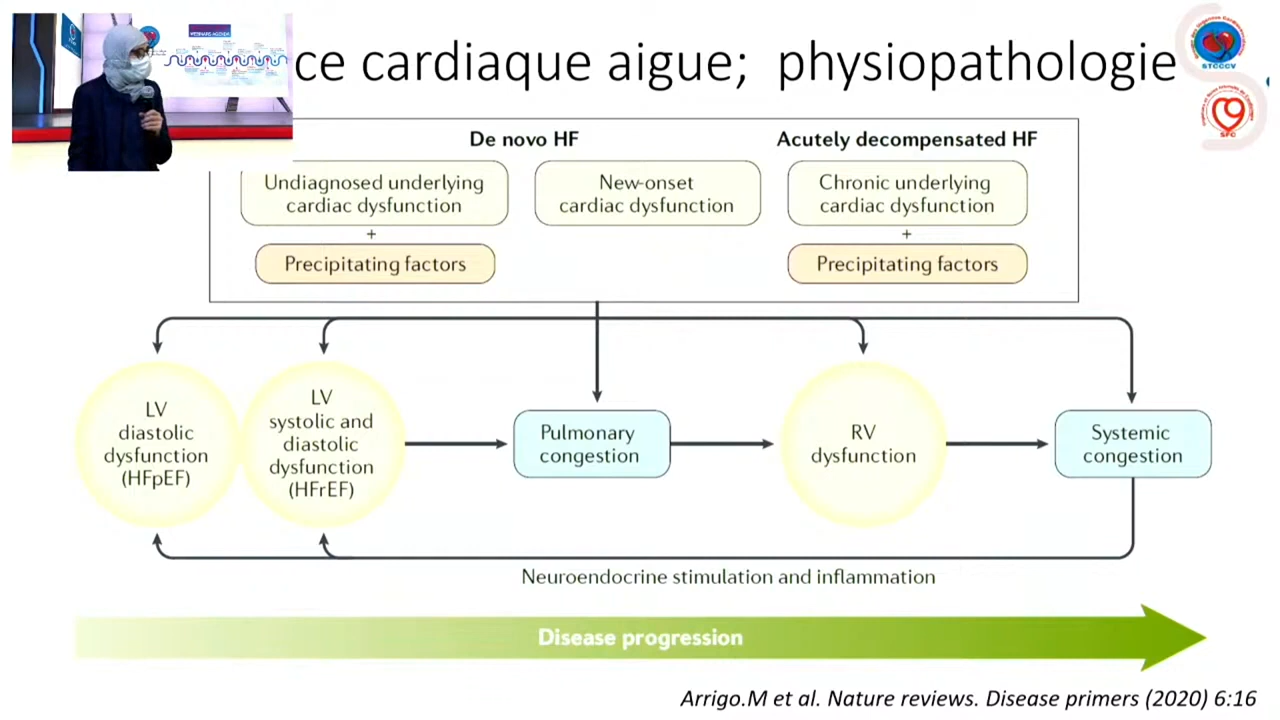 ce cardiaque aigue; physiopathologie
WEBINARS AGENDA
STCCCV
SFC
De novo HF
Acutely decompensated HF
Undiagnosed underlying
cardiac dysfunction
+
Precipitating factors
New-onset
cardiac dysfunction
Chronic underlying
cardiac dysfunction
+
Precipitating factors
LV
diastolic
dysfunction
(HFpEF)
LV
systolic and
diastolic
dysfunction
(HFrEF)
Pulmonary
congestion
RV
dysfunction
Systemic
congestion
Neuroendocrine stimulation and inflammation
Disease progression
Arrigo.M et al. Nature reviews. Disease primers (2020) 6:16